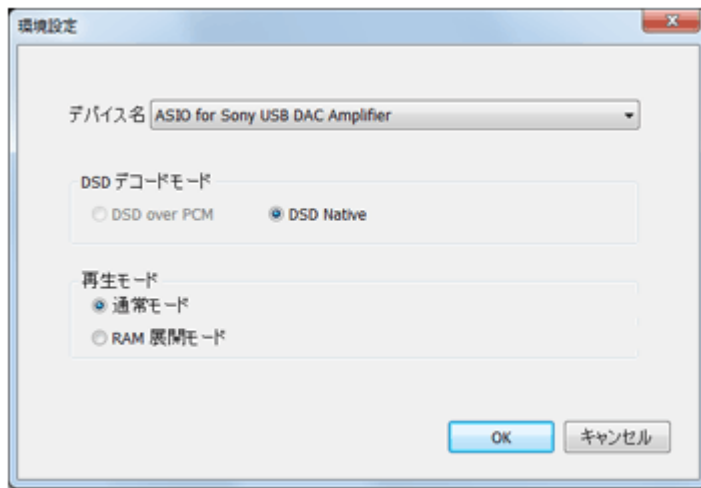 環境設定
デバイス名 ASIO for Sony USB DAC Amplifier
DSD デコードモード
DSD over PCM DSD Native
再生モード
通常モード
RAM 展開モード
OK キャンセル